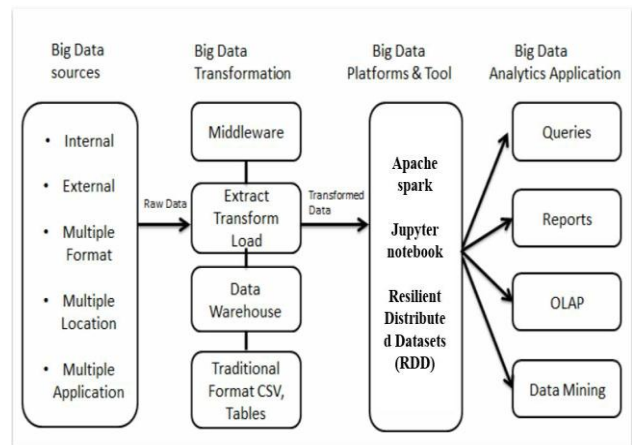 Big Data
sources
• Internal
• External
• Multiple
Format
• Multiple
Location
• Multiple
Application
Raw Data
Big Data
Transformation
Middleware
Extract
Transform
Load
Data
Warehouse
Traditional
Format CSV,
Tables
Transformed
Data
Big Data
Platforms & Tool
Apache
spark
Jupyter
notebook
Resilient
Distribute
d Datasets
(RDD)
Big Data
Analytics Application
Queries
Reports
OLAP
Data Mining